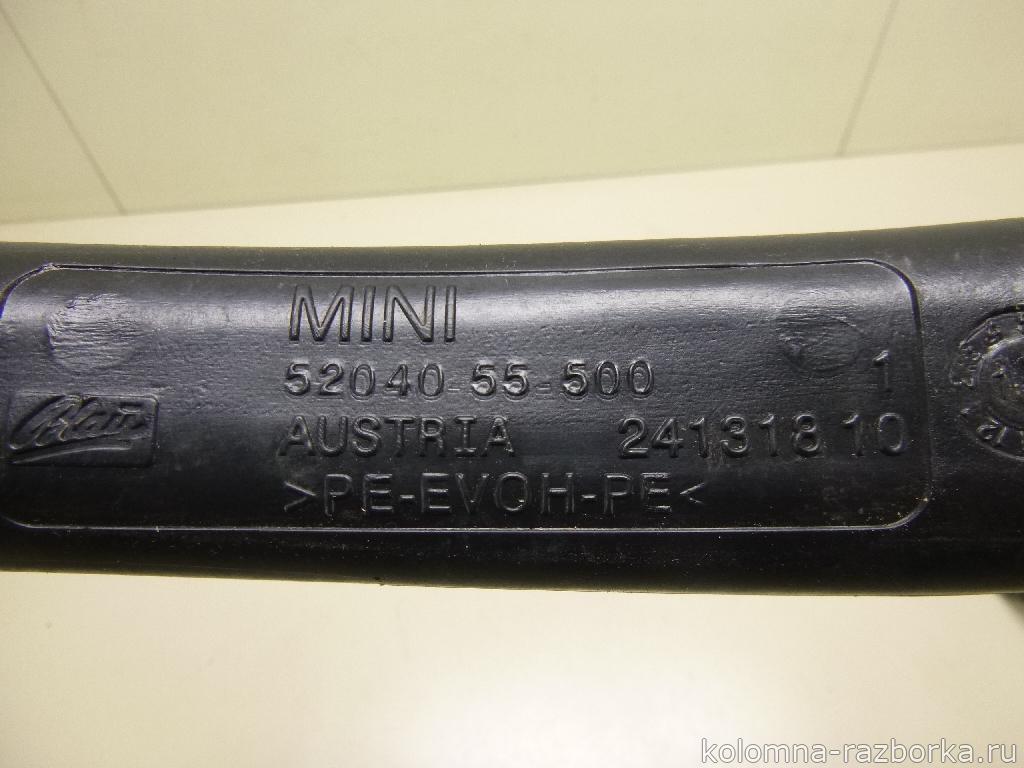 MINI
52040-55-500 1
AUSTRIA 24131810
>PE-EVOH-PE<
kolomna-razborka.ru